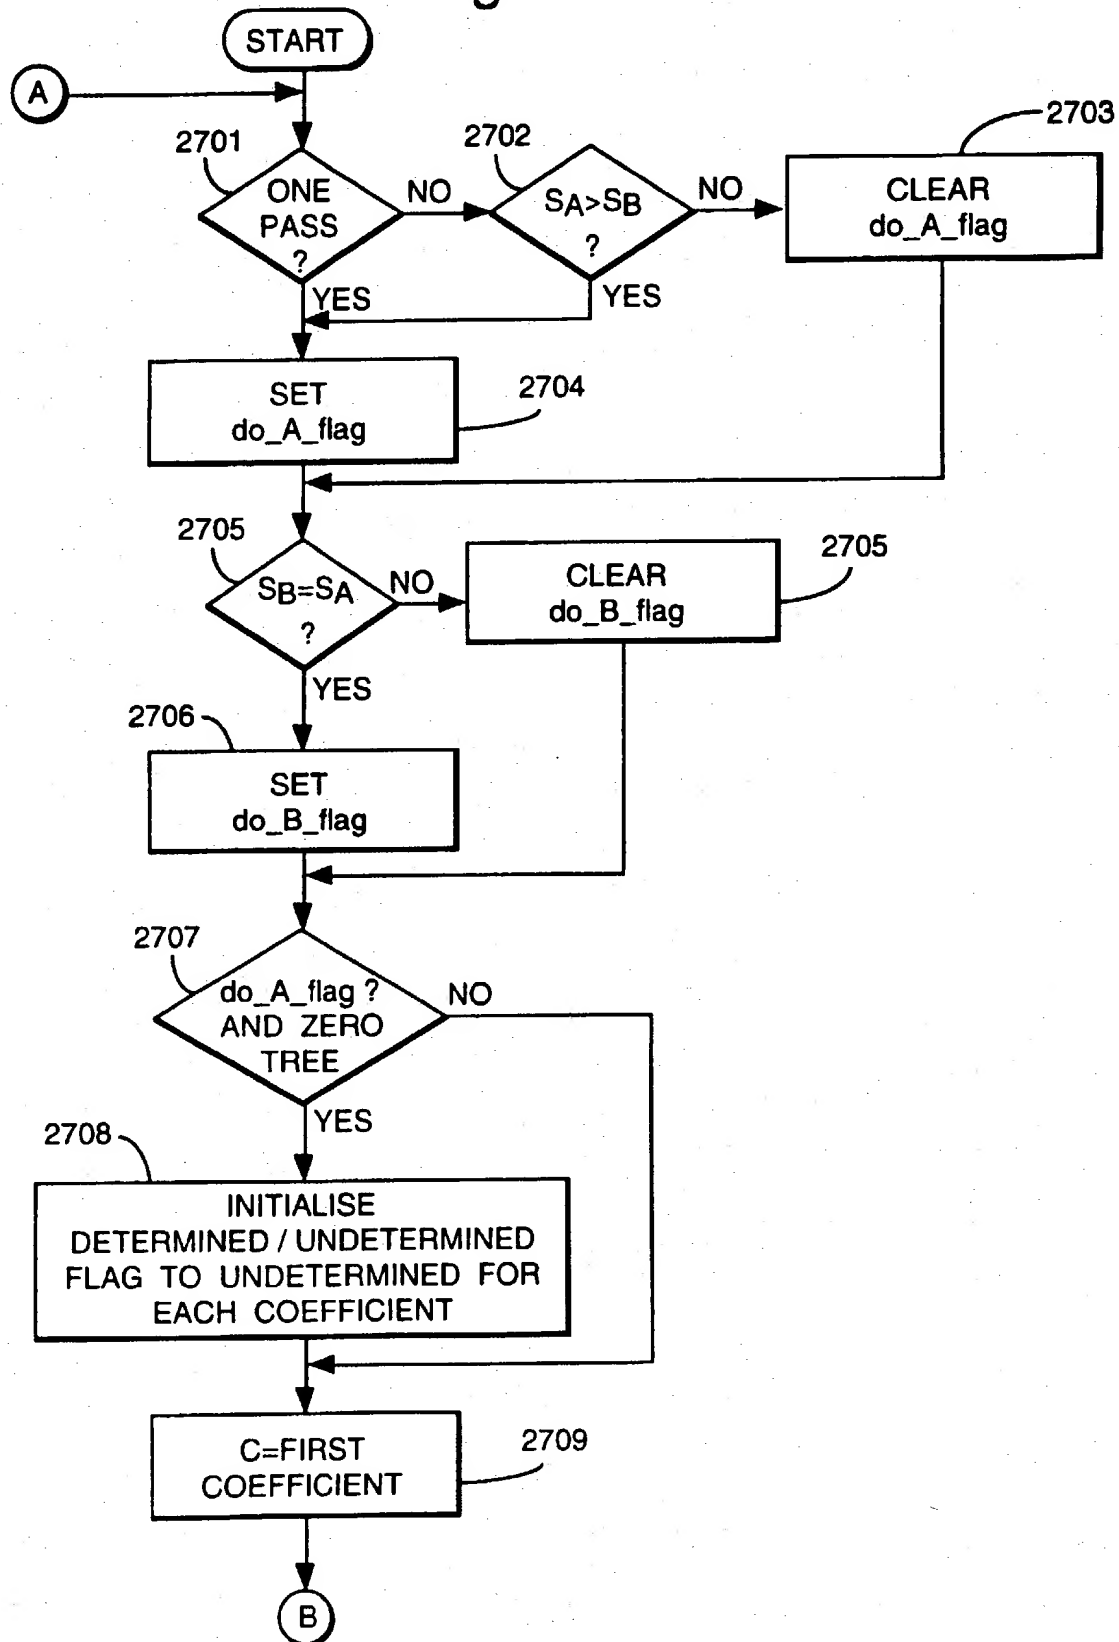 START
A
2701
ONE
PASS
?
NO
YES
2702
SA>SB
?
NO
YES
2703
CLEAR
do_A_flag
SET
do_A_flag
2704
2705
SB=SA
?
NO
YES
CLEAR
do_B_flag
2705
2706
SET
do_B_flag
2707
do_A_flag ?
AND ZERO
TREE
NO
YES
2708
INITIALISE
DETERMINED / UNDETERMINED
FLAG TO UNDETERMINED FOR
EACH COEFFICIENT
C=FIRST
COEFFICIENT
2709
B